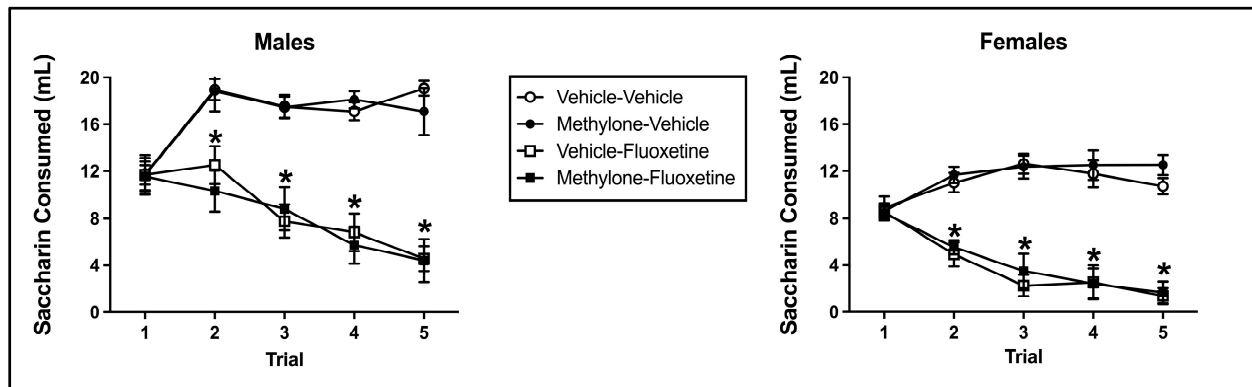 Males
Saccharin Consumed (mL)
20
16
12
8
4
0
*
*
*
*
1 2 3 4 5
Trial
Vehicle-Vehicle
Methylone-Vehicle
Vehicle-Fluoxetine
Methylone-Fluoxetine
Females
Saccharin Consumed (mL)
20
16
12
8
4
0
*
*
*
*
1 2 3 4 5
Trial